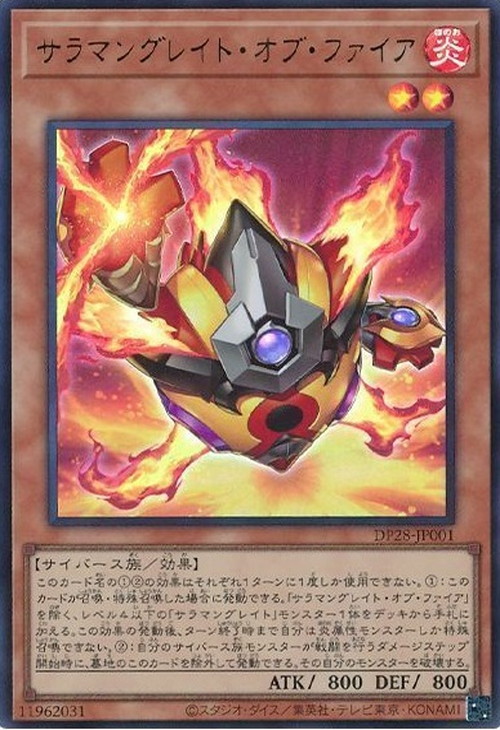 サラマングレイト・オブ・ファイア
炎
DP28-JP001
【サイバース族/効果】
このカード名の①②の効果はそれぞれ1ターンに1度しか使用できない。①:この
カードが召喚・特殊召喚した場合に発動できる。「サラマングレイト・オブ・ファイア」
を除く、レベル4以下の「サラマングレイト」モンスター1体をデッキから手札に
加える。この効果の発動後、ターン終了時まで自分は炎属性モンスターしか特殊
召喚できない。②:自分のサイバース族モンスターが戦闘を行うダメージステップ
開始時に、墓地のこのカードを除外して発動できる。その自分のモンスターを破壊する。
ATK/ 800 DEF/ 800
11962031 ©スタジオ・ダイス/集英社・テレビ東京・KONAMI